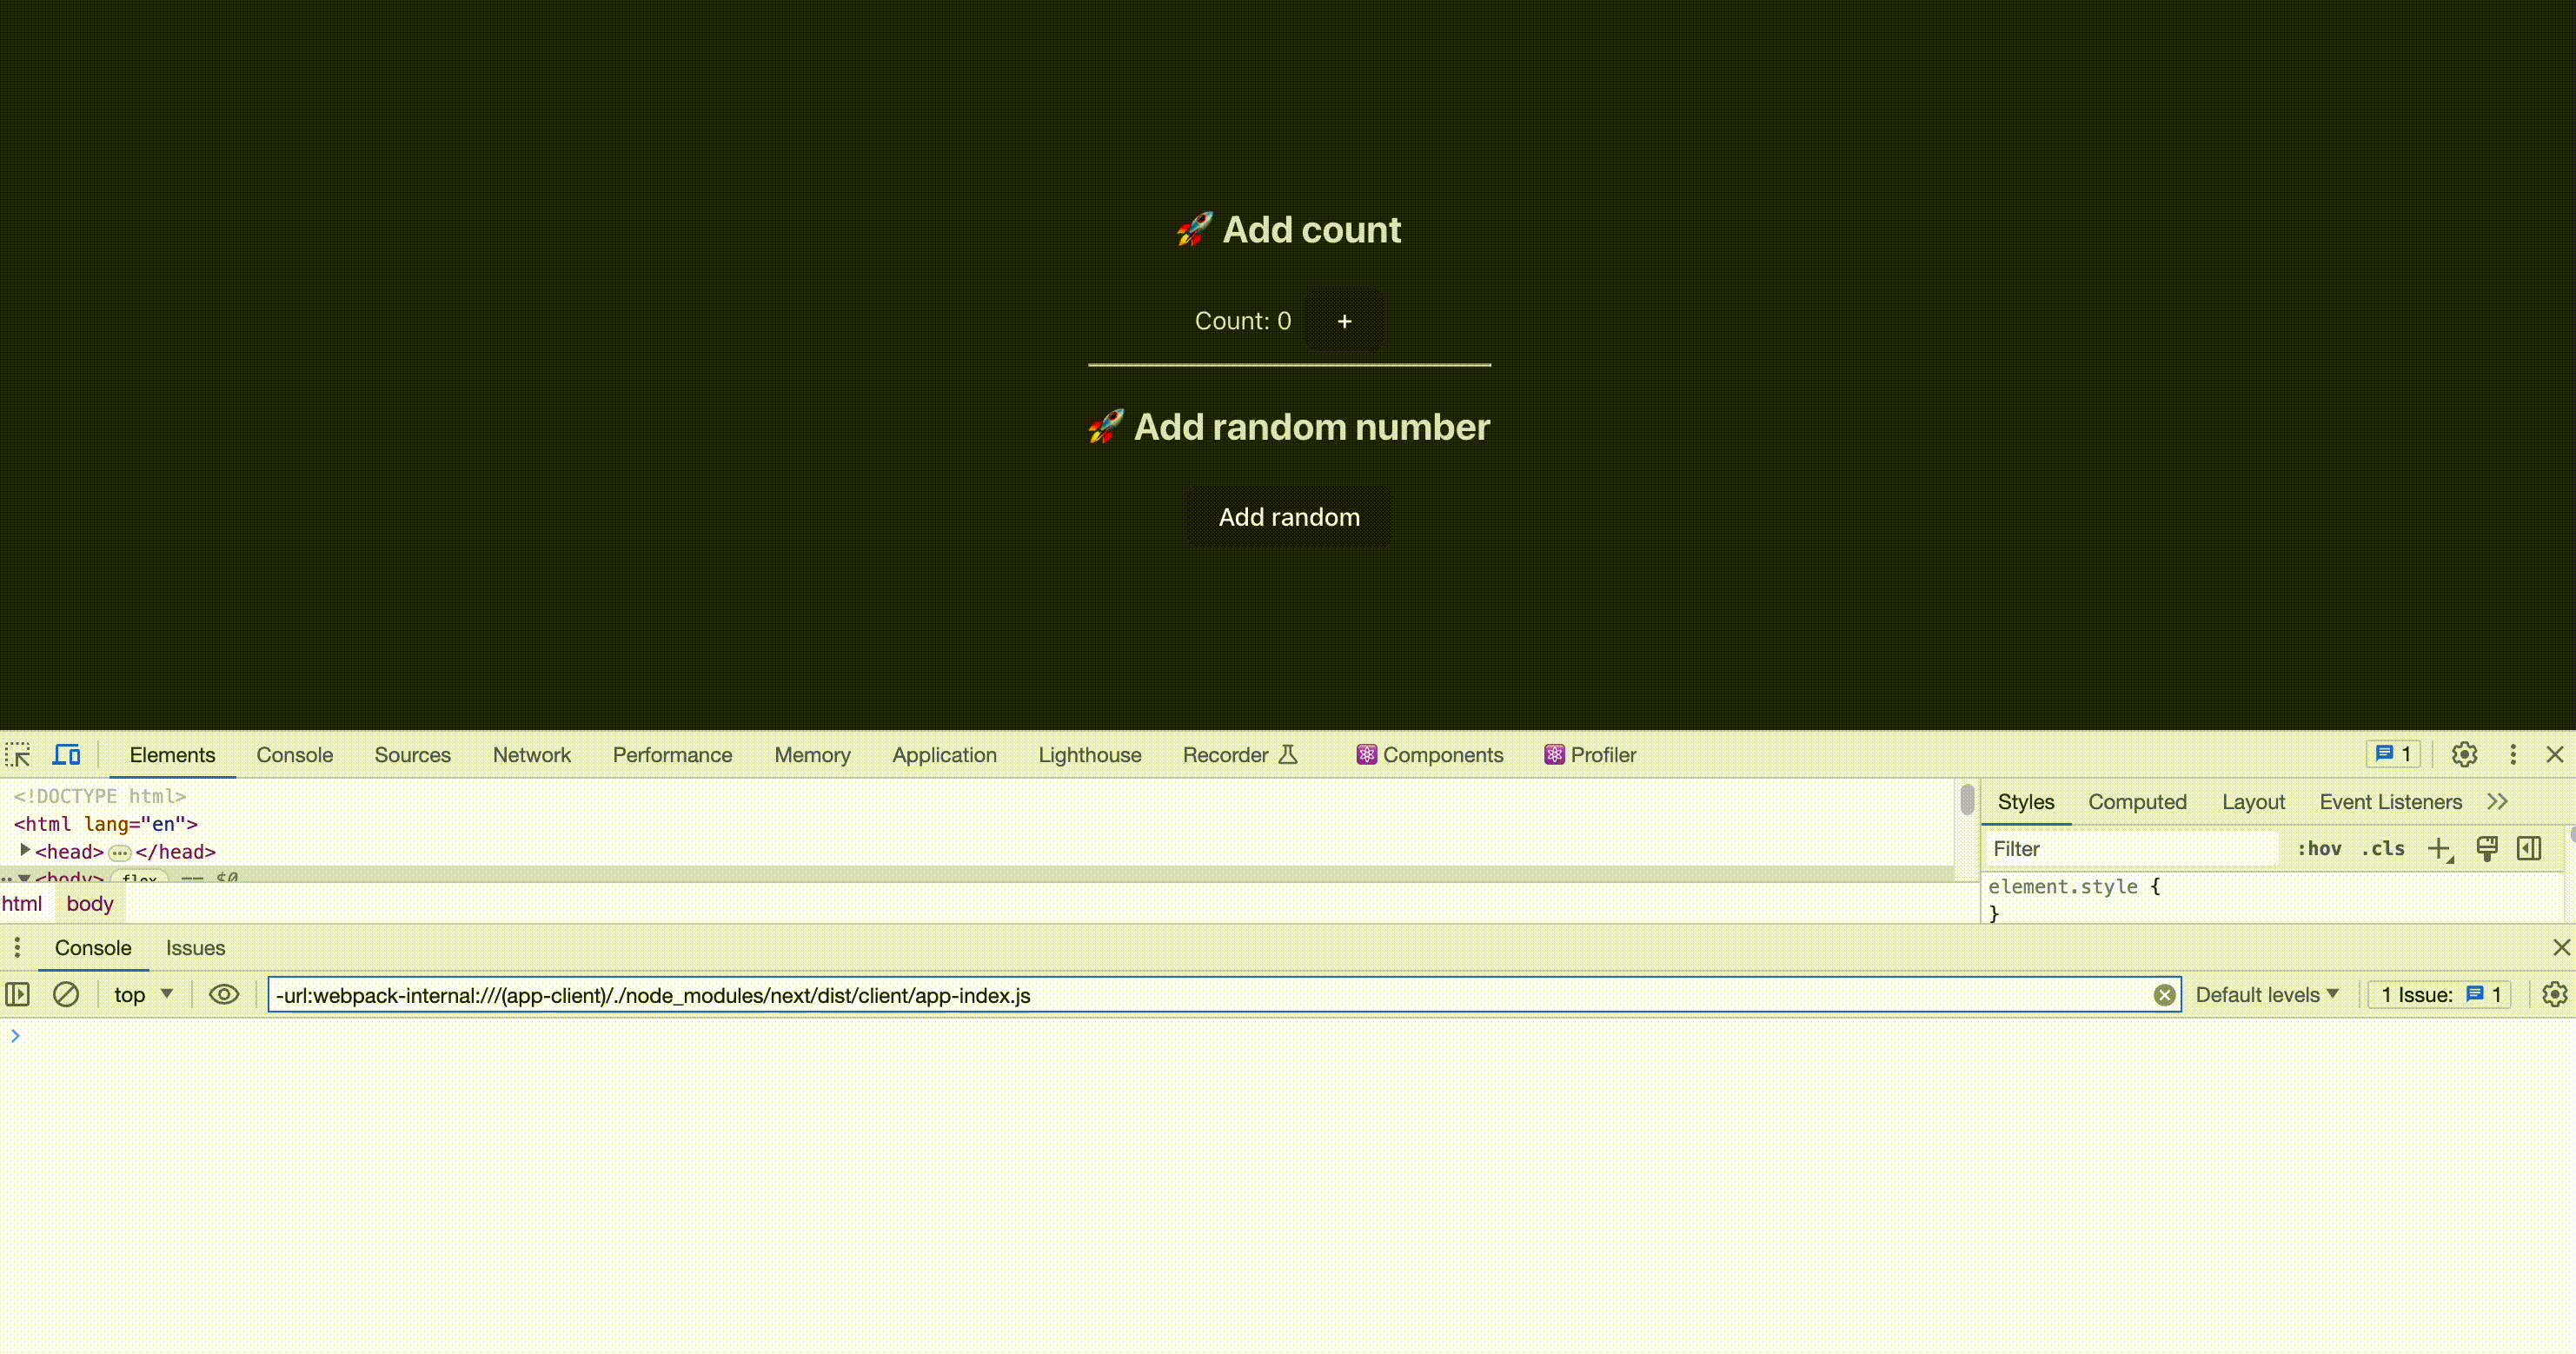 🚀 Add count
Count: 0 +
🚀 Add random number
Add random
Elements Console Sources Network Performance Memory Application Lighthouse Recorder Components Profiler 1
<!DOCTYPE html>
<html lang="en">
<head> … </head>
<body> flex == $0
html body
Styles Computed Layout Event Listeners
Filter :hov .cls
element.style {
}
Console Issues
top -url:webpack-internal:///(app-client)/./node_modules/next/dist/client/app-index.js Default levels 1 Issue: 1